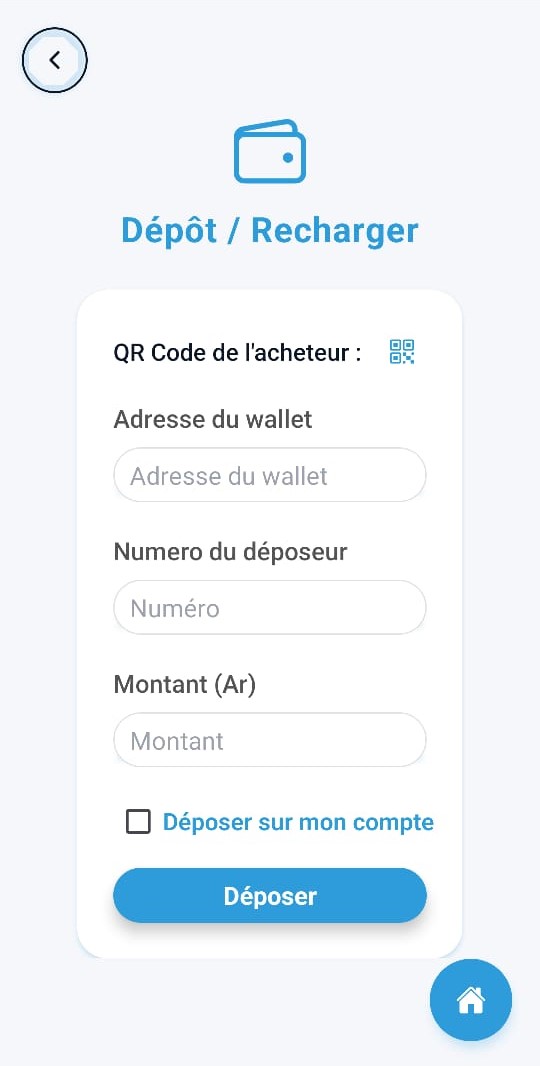 Dépôt / Recharger
QR Code de l'acheteur :
Adresse du wallet
Adresse du wallet
Numero du déposeur
Numéro
Montant (Ar)
Montant
Déposer sur mon compte
Déposer